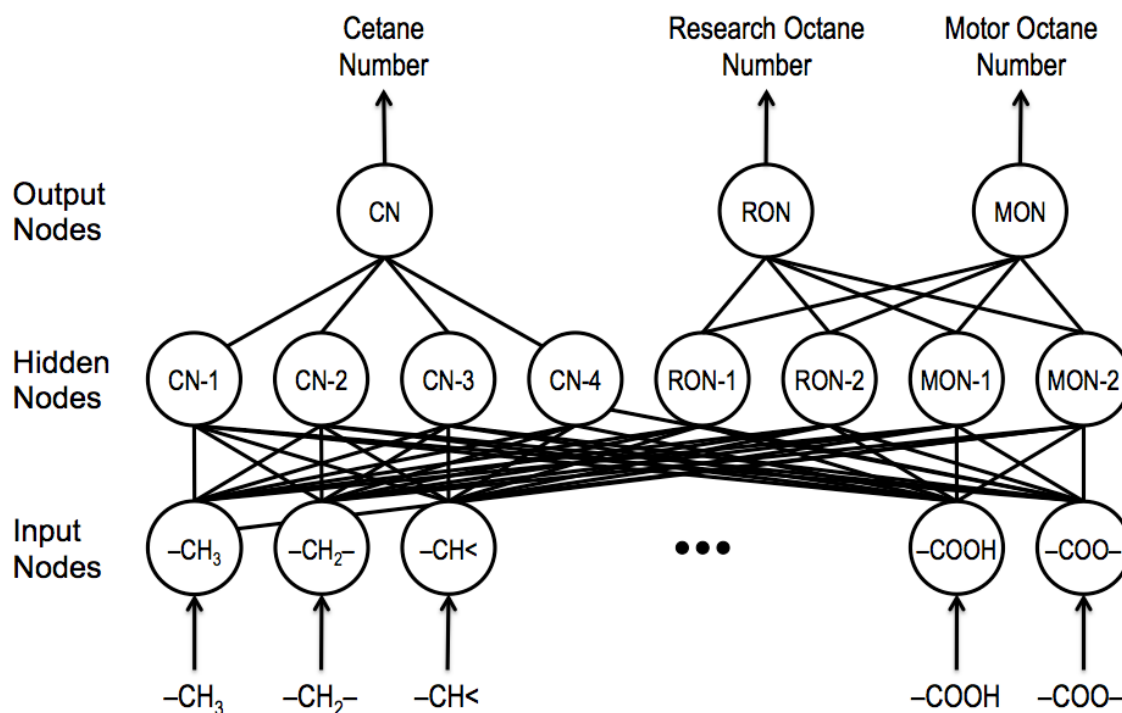 Cetane
Number
Research Octane
Number
Motor Octane
Number
Output
Nodes
CN
RON
MON
Hidden
Nodes
CN-1
CN-2
CN-3
CN-4
RON-1
RON-2
MON-1
MON-2
Input
Nodes
–CH₃
–CH₂–
–CH<
•••
–COOH
–COO–
–CH₃
–CH₂–
–CH<
–COOH
–COO–